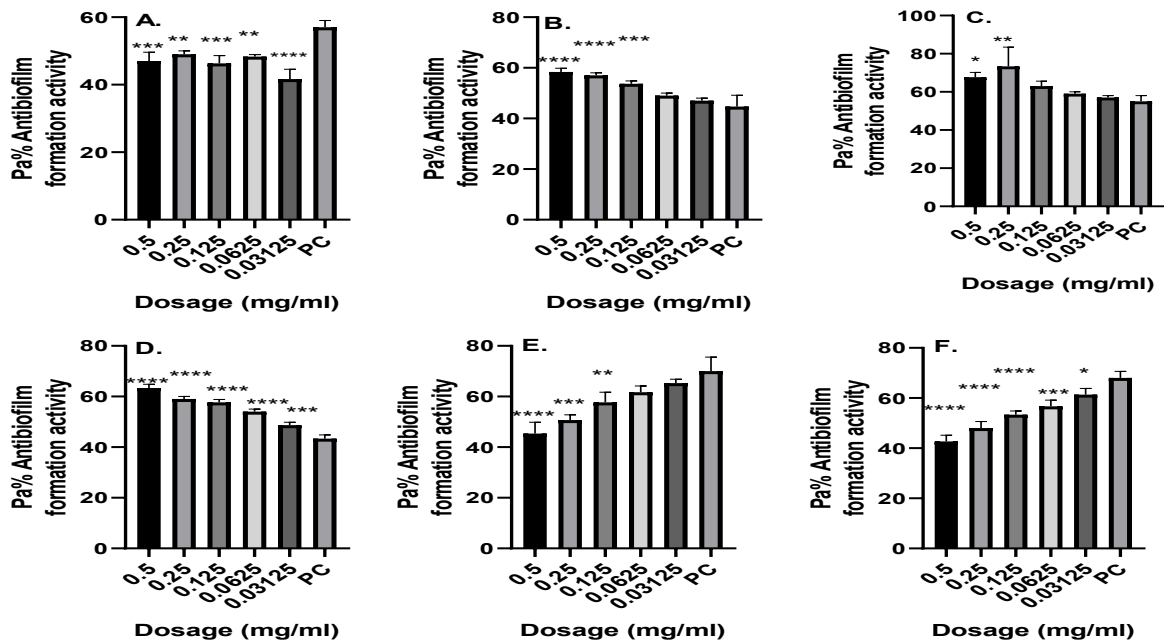 A.
Pa% Antibiofilm
formation activity
60
40
20
0
*** ** *** ** ****
0.5 0.25 0.125 0.0625 0.03125 PC
Dosage (mg/ml)
B.
Pa% Antibiofilm
formation activity
80
60
40
20
0
**** **** ***
0.5 0.25 0.125 0.0625 0.03125 PC
Dosage (mg/ml)
C.
Pa% Antibiofilm
formation activity
100
80
60
40
20
0
* **
0.5 0.25 0.125 0.0625 0.03125 PC
Dosage (mg/ml)
D.
Pa% Antibiofilm
formation activity
80
60
40
20
0
**** **** **** **** ***
0.5 0.25 0.125 0.0625 0.03125 PC
Dosage (mg/ml)
E.
Pa% Antibiofilm
formation activity
80
60
40
20
0
**** *** **
0.5 0.25 0.125 0.0625 0.03125 PC
Dosage (mg/ml)
F.
Pa% Antibiofilm
formation activity
80
60
40
20
0
**** **** **** *** *
0.5 0.25 0.125 0.0625 0.03125 PC
Dosage (mg/ml)